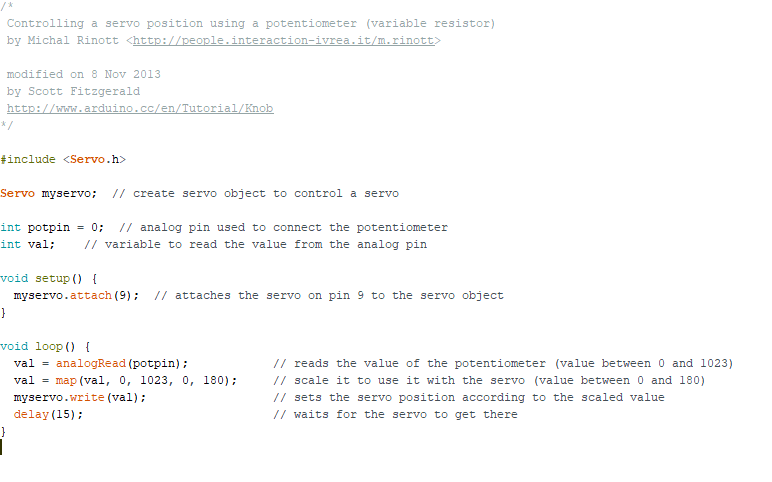 /*
 Controlling a servo position using a potentiometer (variable resistor)
 by Michal Rinott <http://people.interaction-ivrea.it/m.rinott>

 modified on 8 Nov 2013
 by Scott Fitzgerald
 http://www.arduino.cc/en/Tutorial/Knob
*/

#include <Servo.h>

Servo myservo;  // create servo object to control a servo

int potpin = 0;  // analog pin used to connect the potentiometer
int val;    // variable to read the value from the analog pin

void setup() {
  myservo.attach(9);  // attaches the servo on pin 9 to the servo object
}

void loop() {
  val = analogRead(potpin);            // reads the value of the potentiometer (value between 0 and 1023)
  val = map(val, 0, 1023, 0, 180);     // scale it to use it with the servo (value between 0 and 180)
  myservo.write(val);                  // sets the servo position according to the scaled value
  delay(15);                           // waits for the servo to get there
}